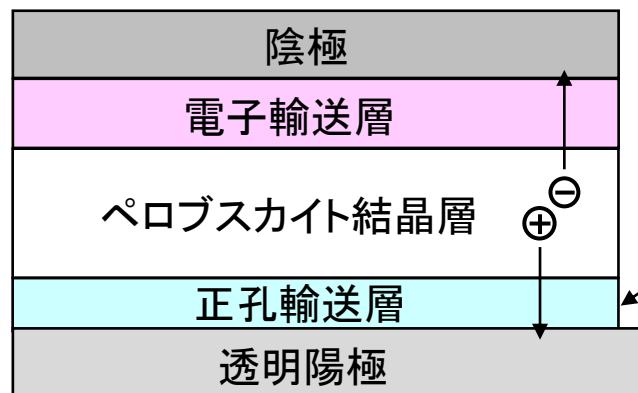 陰極
電子輸送層
ペロブスカイト結晶層
⊖
⊕
正孔輸送層
透明陽極